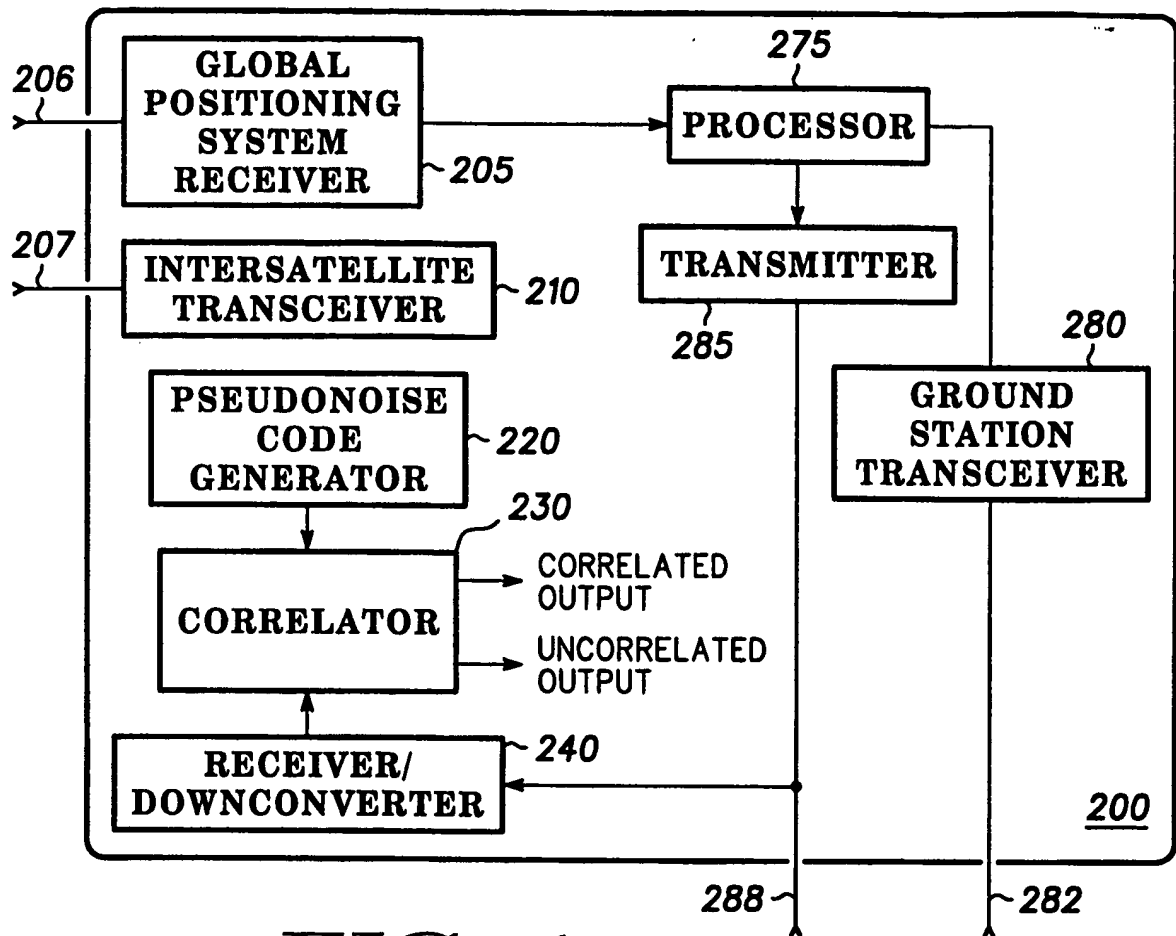 206
GLOBAL
POSITIONING
SYSTEM
RECEIVER
205
275
PROCESSOR
207
INTERSATELLITE
TRANSCEIVER
210
TRANSMITTER
285
280
GROUND
STATION
TRANSCEIVER
PSEUDONOISE
CODE
GENERATOR
220
230
CORRELATOR
CORRELATED
OUTPUT
UNCORRELATED
OUTPUT
240
RECEIVER/
DOWNCONVERTER
200
288
282